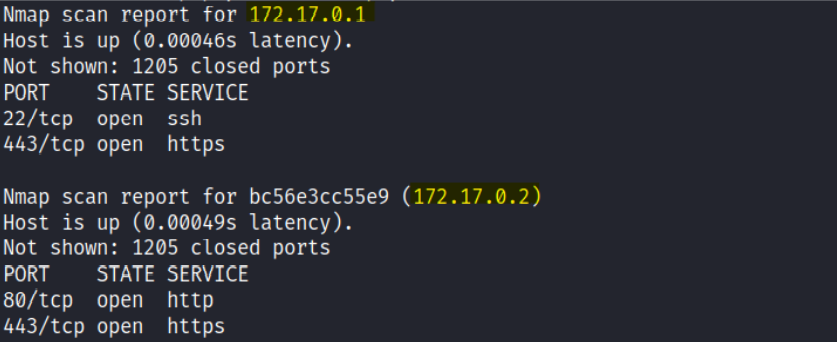 Nmap scan report for 172.17.0.1
Host is up (0.00046s latency).
Not shown: 1205 closed ports
PORT    STATE SERVICE
22/tcp  open  ssh
443/tcp open  https

Nmap scan report for bc56e3cc55e9 (172.17.0.2)
Host is up (0.00049s latency).
Not shown: 1205 closed ports
PORT    STATE SERVICE
80/tcp  open  http
443/tcp open  https